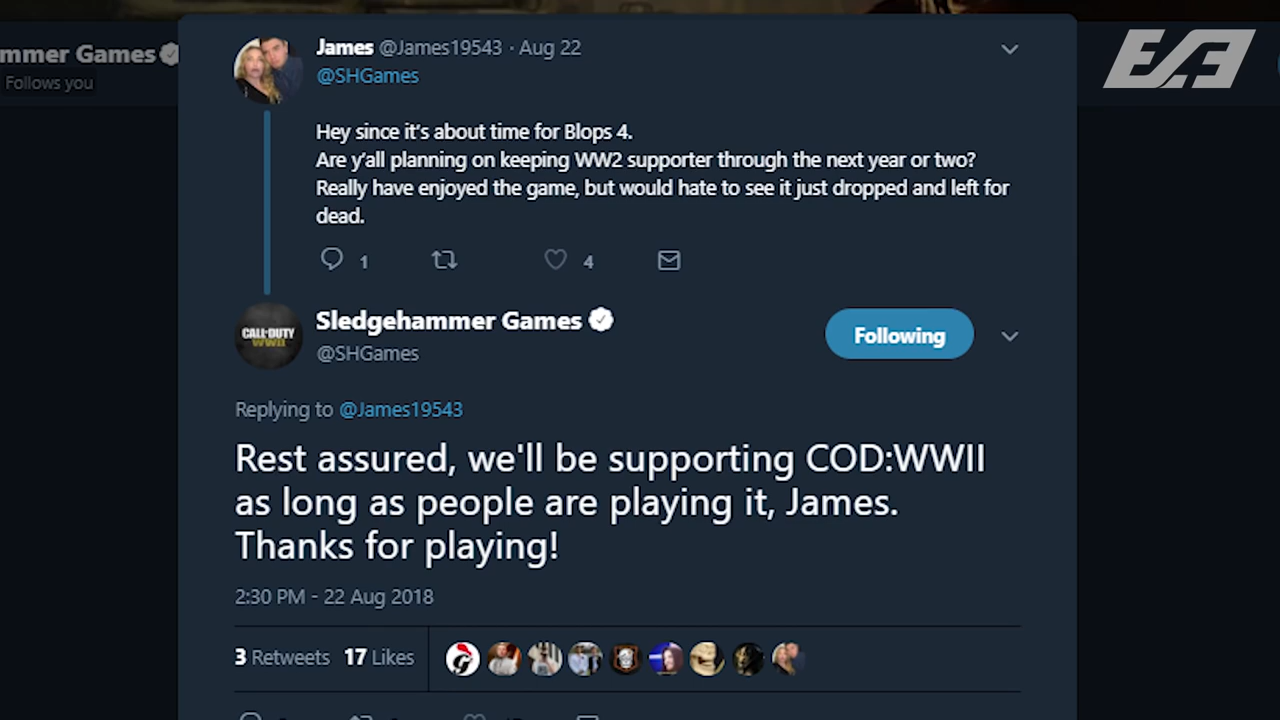 mmer Games
Follows you
James @James19543 · Aug 22
@SHGames
Hey since it's about time for Blops 4.
Are y'all planning on keeping WW2 supporter through the next year or two?
Really have enjoyed the game, but would hate to see it just dropped and left for
dead.
1
4
CALL·DUTY
WWII
Sledgehammer Games
@SHGames
Following
Replying to @James19543
Rest assured, we'll be supporting COD:WWII
as long as people are playing it, James.
Thanks for playing!
2:30 PM - 22 Aug 2018
3 Retweets 17 Likes